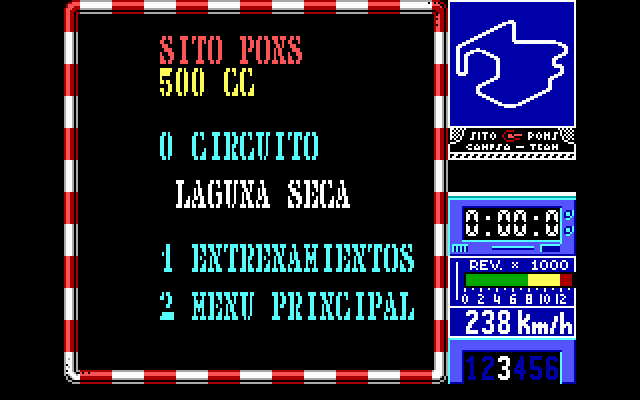 SITO PONS
500 CC
0 CIRCUITO
LAGUNA SECA
1 ENTRENAMIENTOS
2 MENU PRINCIPAL
SITO PONS
CAMPSA — TEAM
0:00:0
REV. x 1000
0 2 4 6 8 10 12
238 km/h
123456